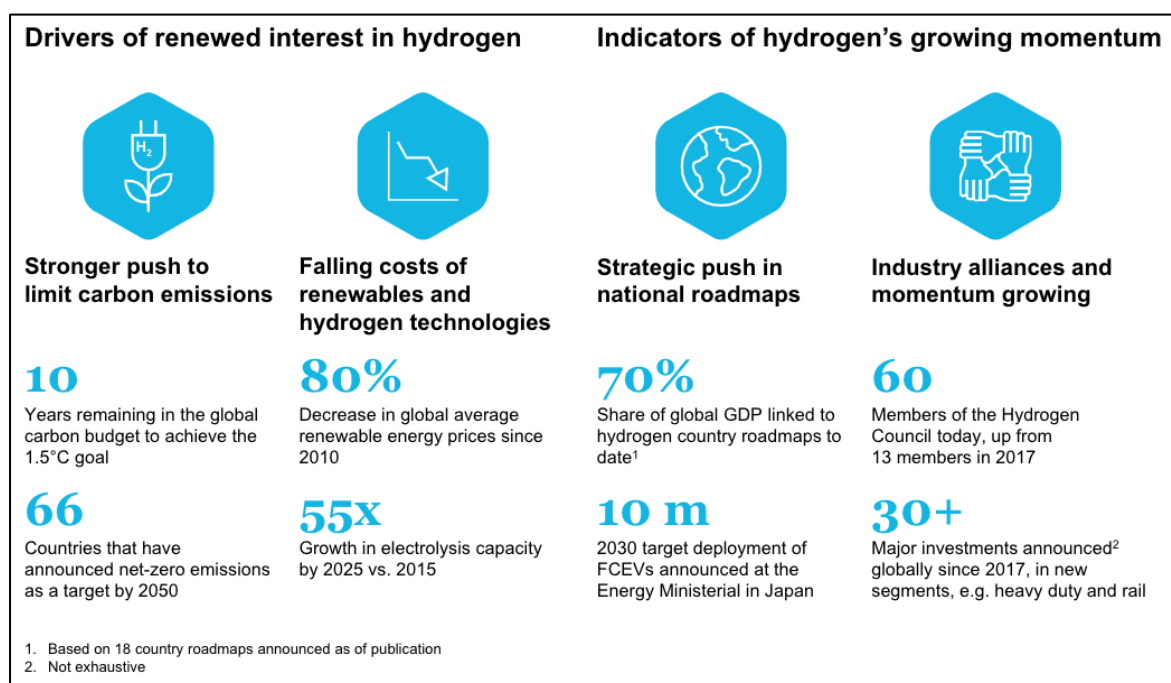 Drivers of renewed interest in hydrogen
Indicators of hydrogen's growing momentum
H₂
Stronger push to
limit carbon emissions
10
Years remaining in the global
carbon budget to achieve the
1.5°C goal
66
Countries that have
announced net-zero emissions
as a target by 2050
Falling costs of
renewables and
hydrogen technologies
80%
Decrease in global average
renewable energy prices since
2010
55x
Growth in electrolysis capacity
by 2025 vs. 2015
Strategic push in
national roadmaps
70%
Share of global GDP linked to
hydrogen country roadmaps to
date¹
10 m
2030 target deployment of
FCEVs announced at the
Energy Ministerial in Japan
Industry alliances and
momentum growing
60
Members of the Hydrogen
Council today, up from
13 members in 2017
30+
Major investments announced²
globally since 2017, in new
segments, e.g. heavy duty and rail
1. Based on 18 country roadmaps announced as of publication
2. Not exhaustive